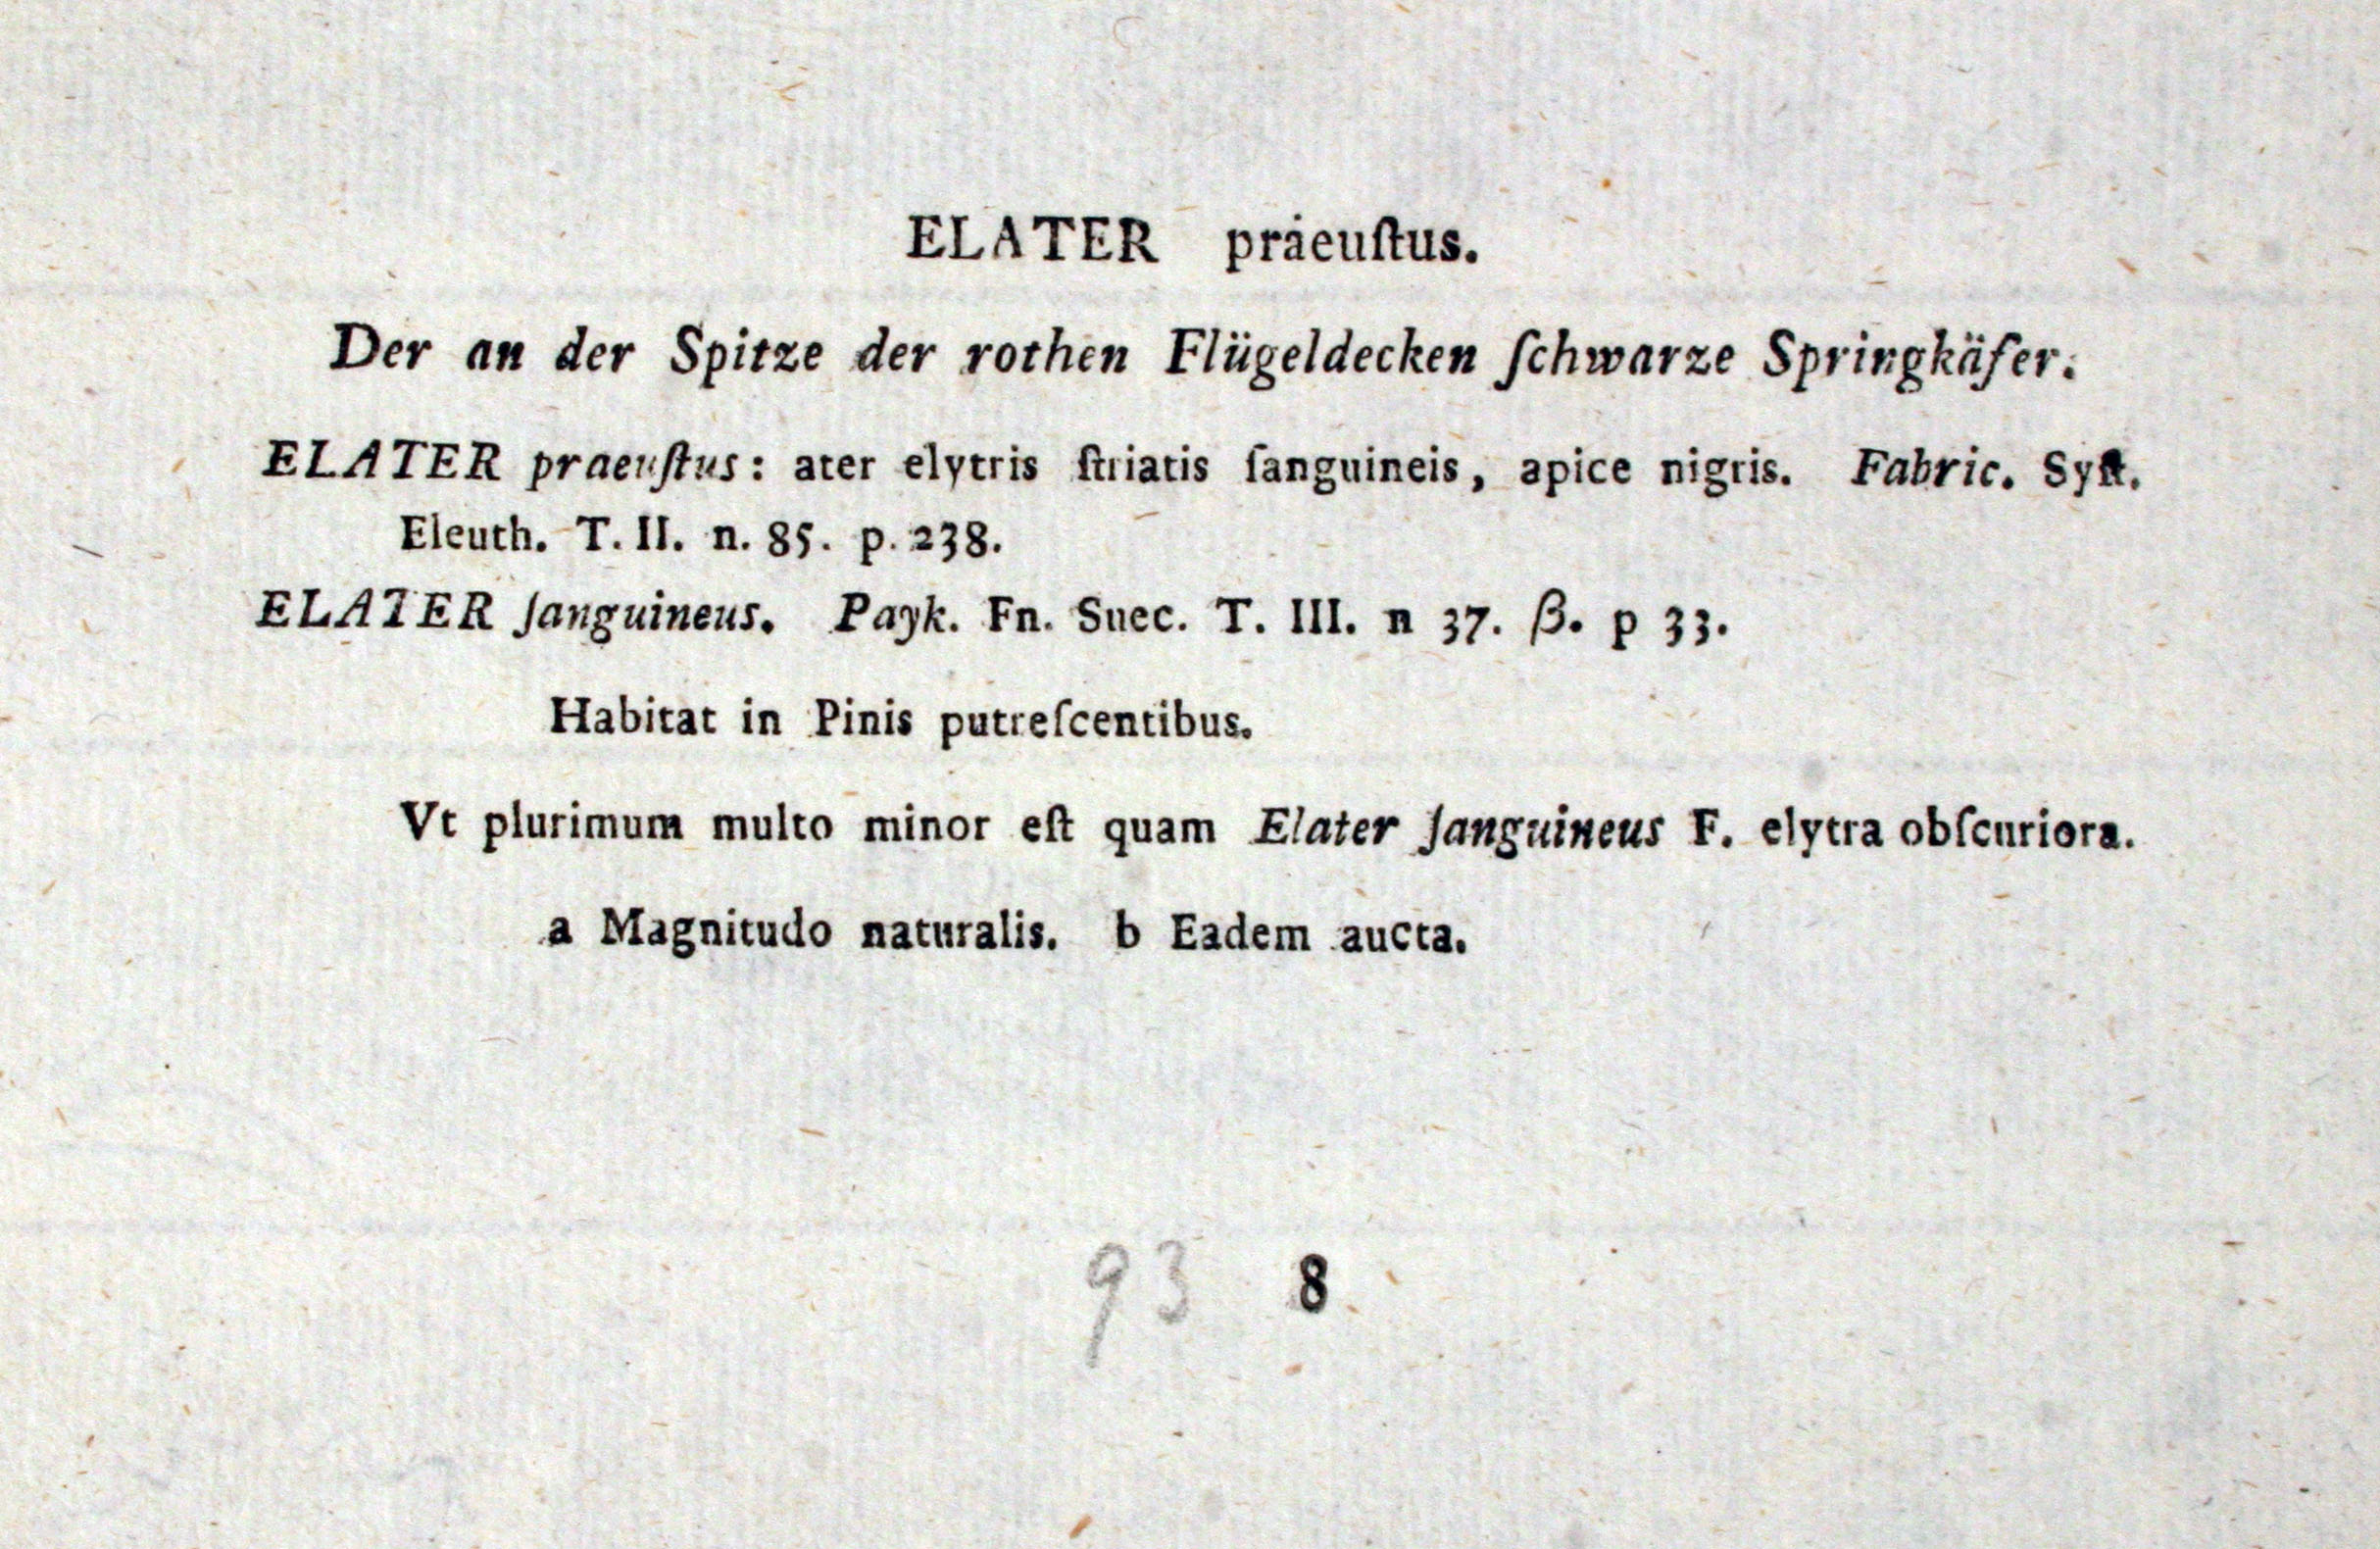 ELATER praeuſtus.
Der an der Spitze der rothen Flügeldecken ſchwarze Springkäfer.
ELATER praeuſtus: ater elytris ſtriatis ſanguineis, apice nigris. Fabric. Syſt.
Eleuth. T. II. n. 85. p. 238.
ELATER ſanguineus. Payk. Fn. Suec. T. III. n 37. β. p 33.
Habitat in Pinis putreſcentibus.
Vt plurimum multo minor eſt quam Elater ſanguineus F. elytra obſcuriora.
a Magnitudo naturalis. b Eadem aucta.
93 8